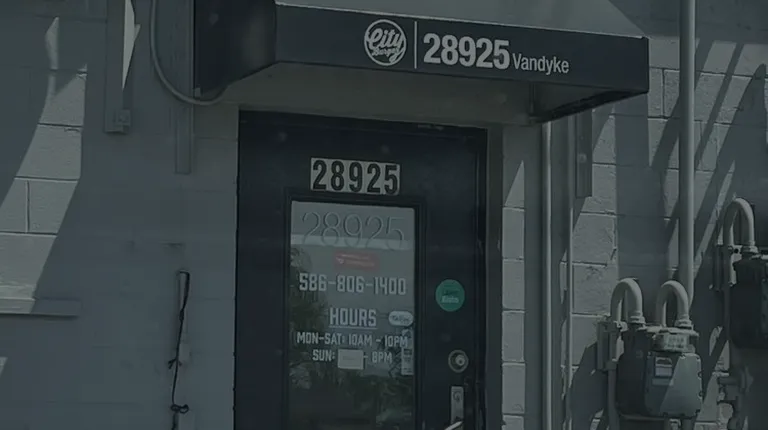 City
28925 Vandyke
28925
28925
586-806-1400
HOURS
MON-SAT: 10AM - 10PM
SUN: - 8PM